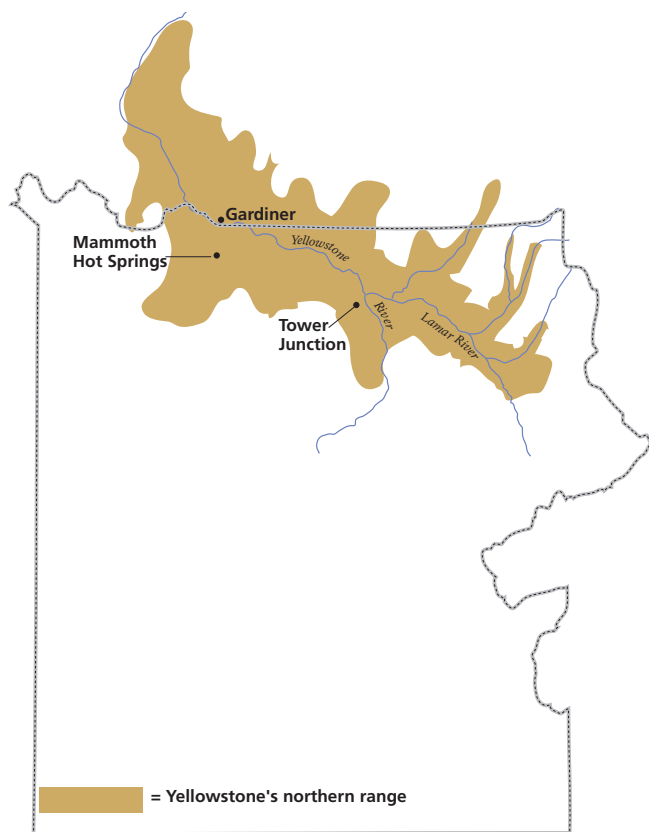 Gardiner
Mammoth
Hot Springs
Yellowstone
River
Tower
Junction
Lamar River
= Yellowstone's northern range